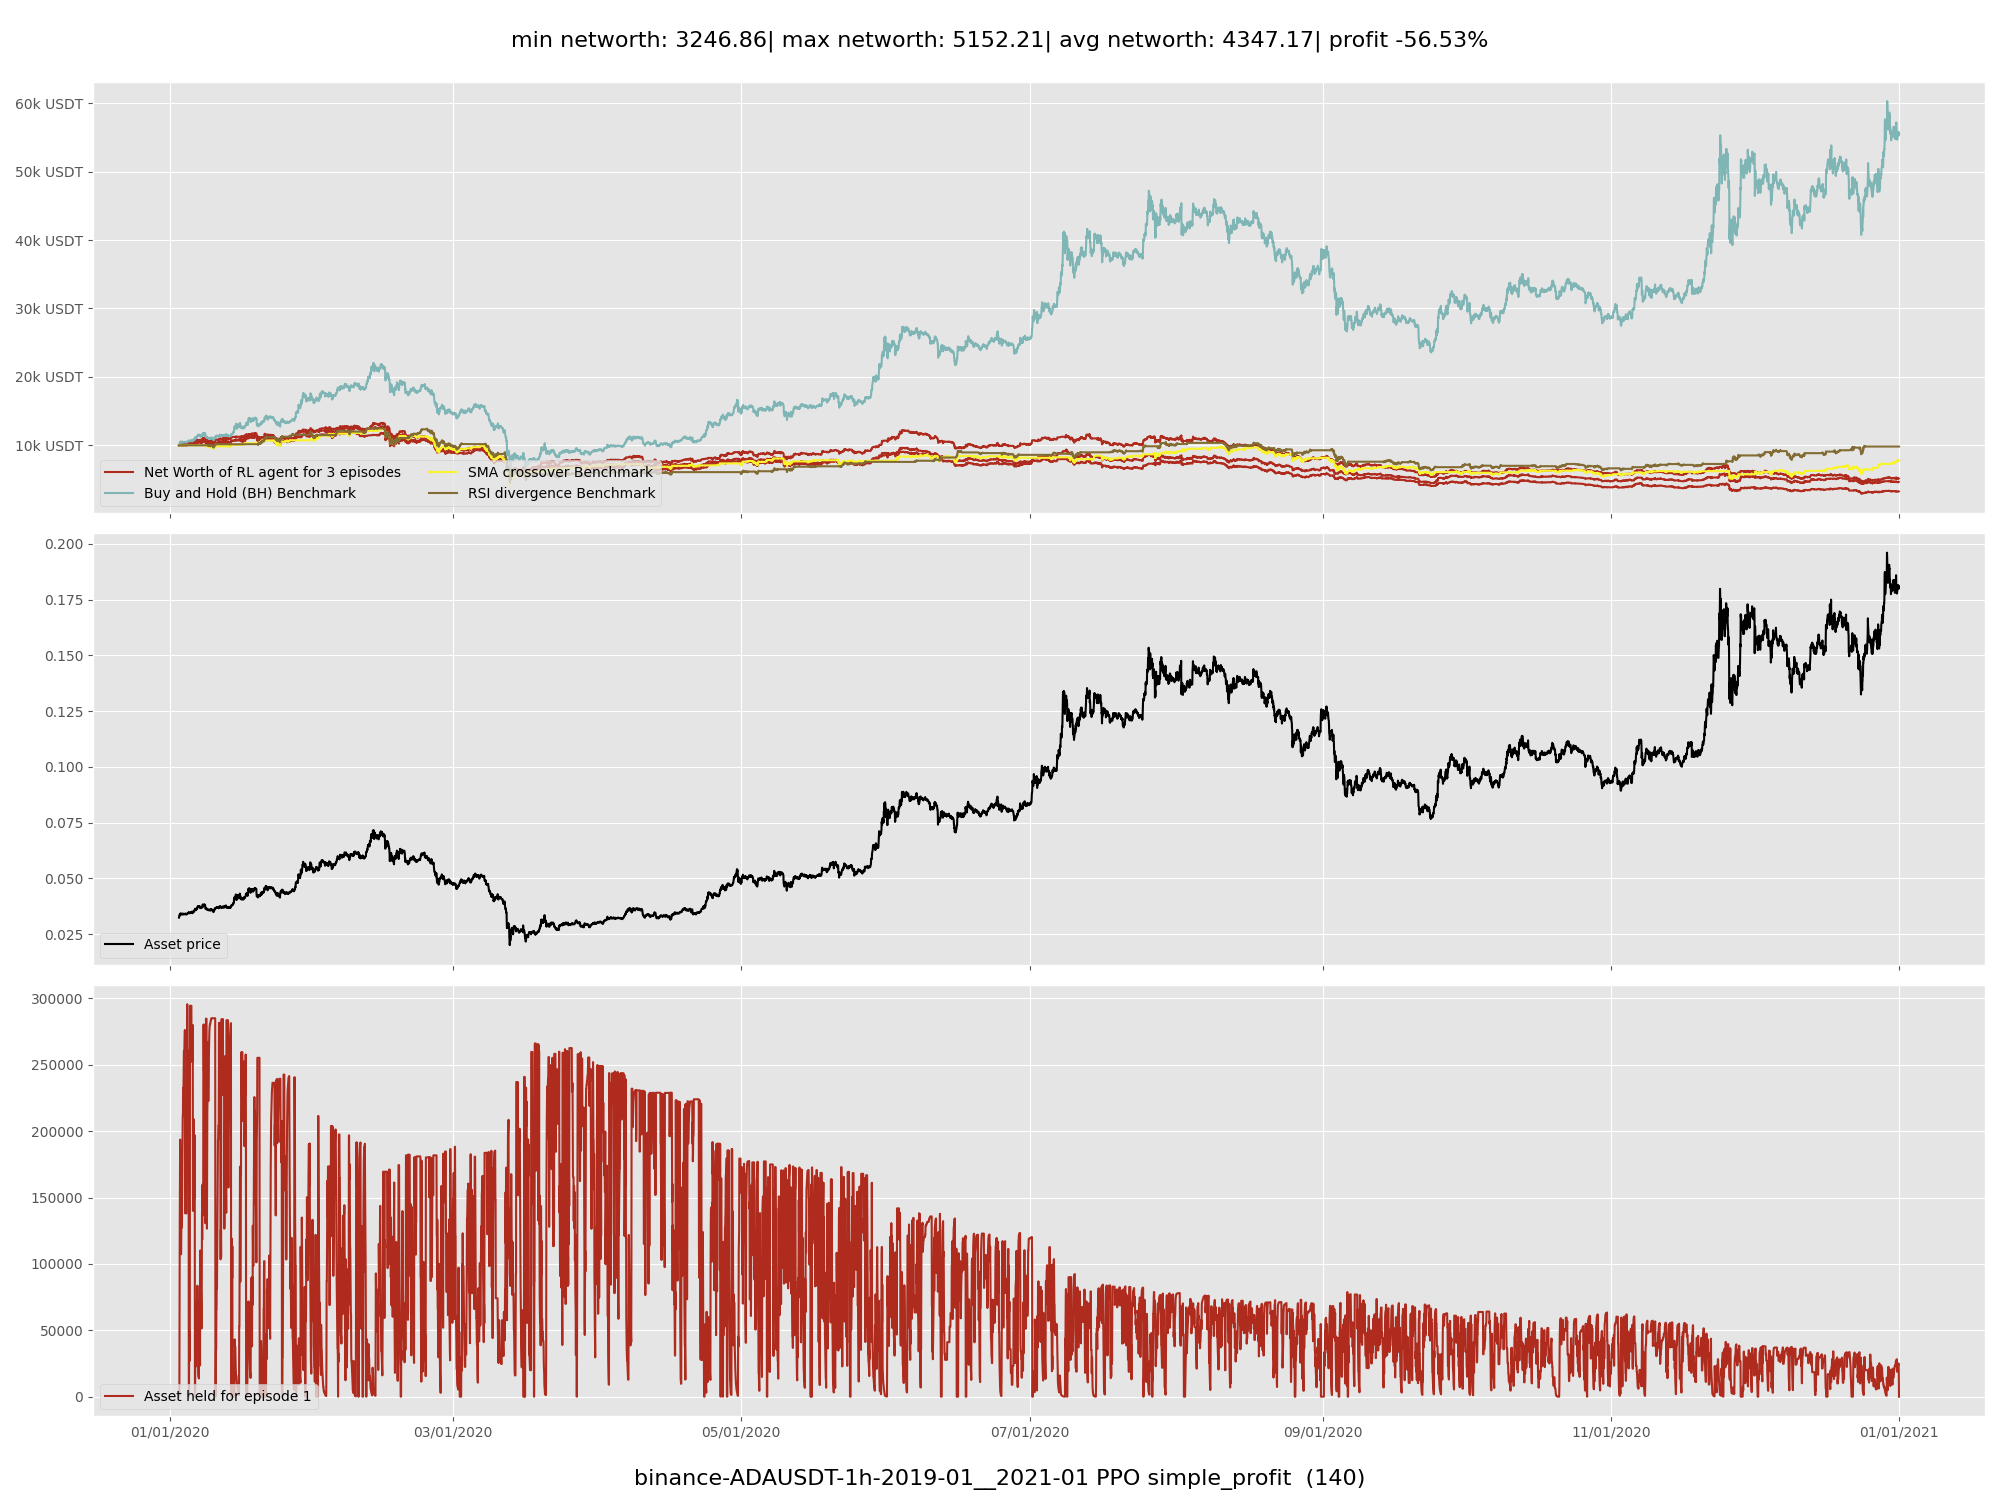 min networth: 3246.86| max networth: 5152.21| avg networth: 4347.17| profit -56.53%
60k USDT
50k USDT
40k USDT
30k USDT
20k USDT
10k USDT
Net Worth of RL agent for 3 episodes
Buy and Hold (BH) Benchmark
SMA crossover Benchmark
RSI divergence Benchmark
0.200
0.175
0.150
0.125
0.100
0.075
0.050
0.025
Asset price
300000
250000
200000
150000
100000
50000
0
Asset held for episode 1
01/01/2020 03/01/2020 05/01/2020 07/01/2020 09/01/2020 11/01/2020 01/01/2021
binance-ADAUSDT-1h-2019-01__2021-01 PPO simple_profit (140)